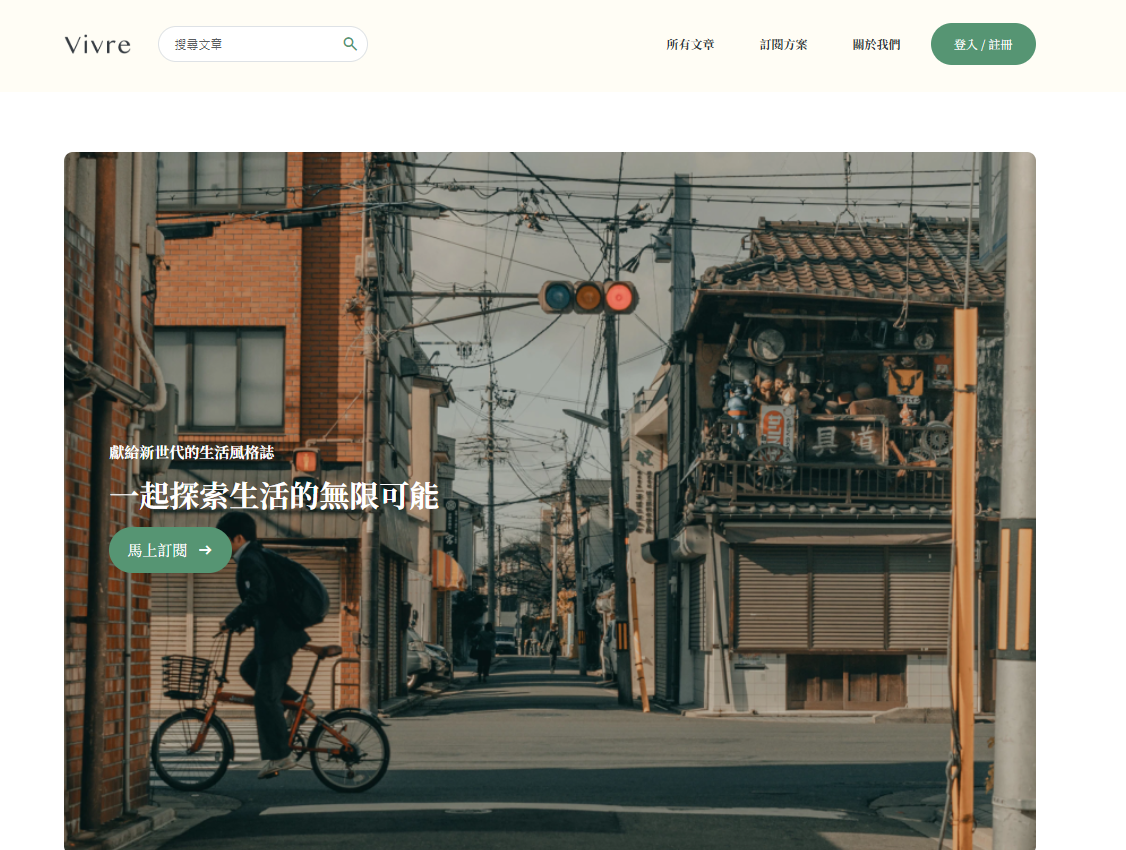 Vivre
搜尋文章
所有文章
訂閱方案
關於我們
登入 / 註冊
獻給新世代的生活風格誌
一起探索生活的無限可能
馬上訂閱
具道